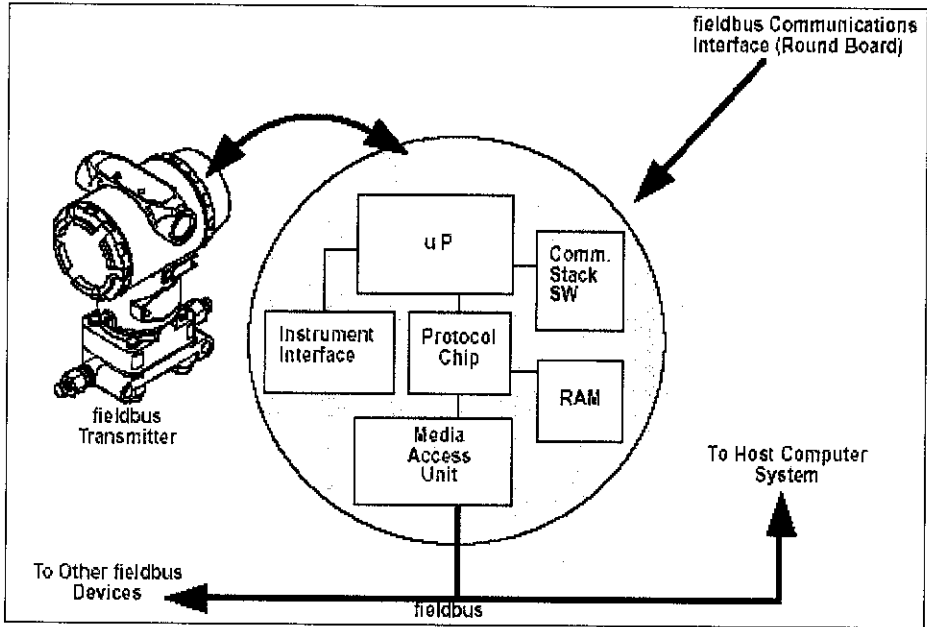 fieldbus Communications
Interface (Round Board)
u P
Comm.
Stack
SW
Instrument
Interface
Protocol
Chip
RAM
fieldbus
Transmitter
Media
Access
Unit
To Host Computer
System
To Other fieldbus
Devices
fieldbus